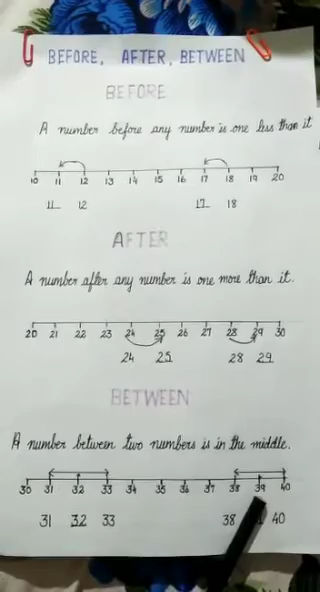 BEFORE, AFTER, BETWEEN
BEFORE
A number before any number is one less than it
10 11 12 13 14 15 16 17 18 19 20
11 12 17 18
AFTER
A number after any number is one more than it.
20 21 22 23 24 25 26 27 28 29 30
24 25 28 29
BETWEEN
A number between two numbers is in the middle.
30 31 32 33 34 35 36 37 38 39 40
31 32 33 38 40